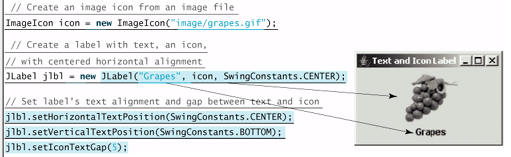 // Create an image icon from an image file
ImageIcon icon = new ImageIcon("image/grapes.gif");
// Create a label with text, an icon,
// with centered horizontal alignment
JLabel jlbl = new JLabel("Grapes", icon, SwingConstants.CENTER);
// Set label's text alignment and gap between text and icon
jlbl.setHorizontalTextPosition(SwingConstants.CENTER);
jlbl.setVerticalTextPosition(SwingConstants.BOTTOM);
jlbl.setIconTextGap(5);
Text and Icon Label
Grapes